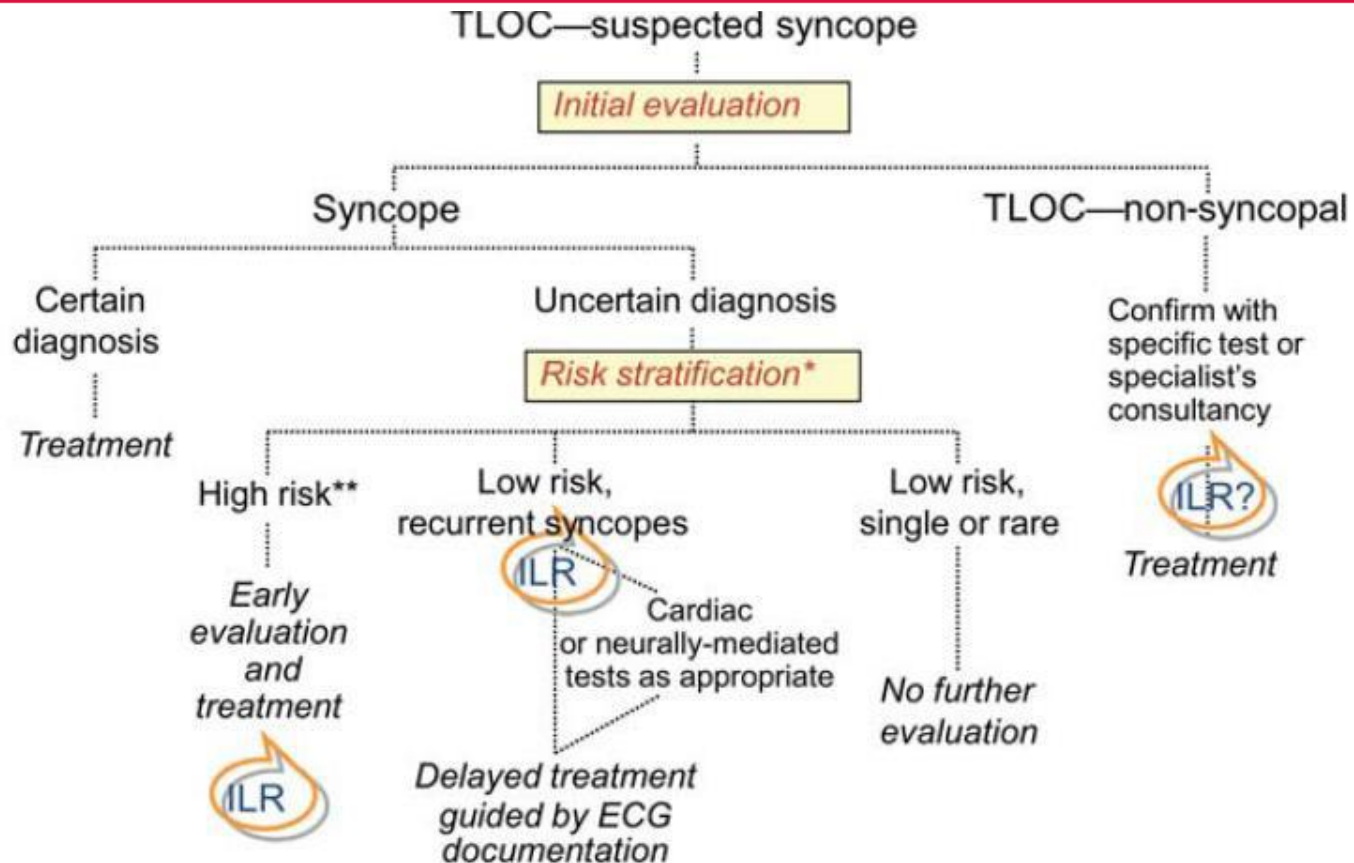 TLOC—suspected syncope
Initial evaluation
Syncope
TLOC—non-syncopal
Certain
diagnosis
Uncertain diagnosis
Confirm with
specific test or
specialist's
consultancy
Risk stratification*
Treatment
High risk**
Low risk,
recurrent syncopes
Low risk,
single or rare
ILR?
Treatment
ILR
Early
evaluation
and
treatment
Cardiac
or neurally-mediated
tests as appropriate
No further
evaluation
ILR
Delayed treatment
guided by ECG
documentation